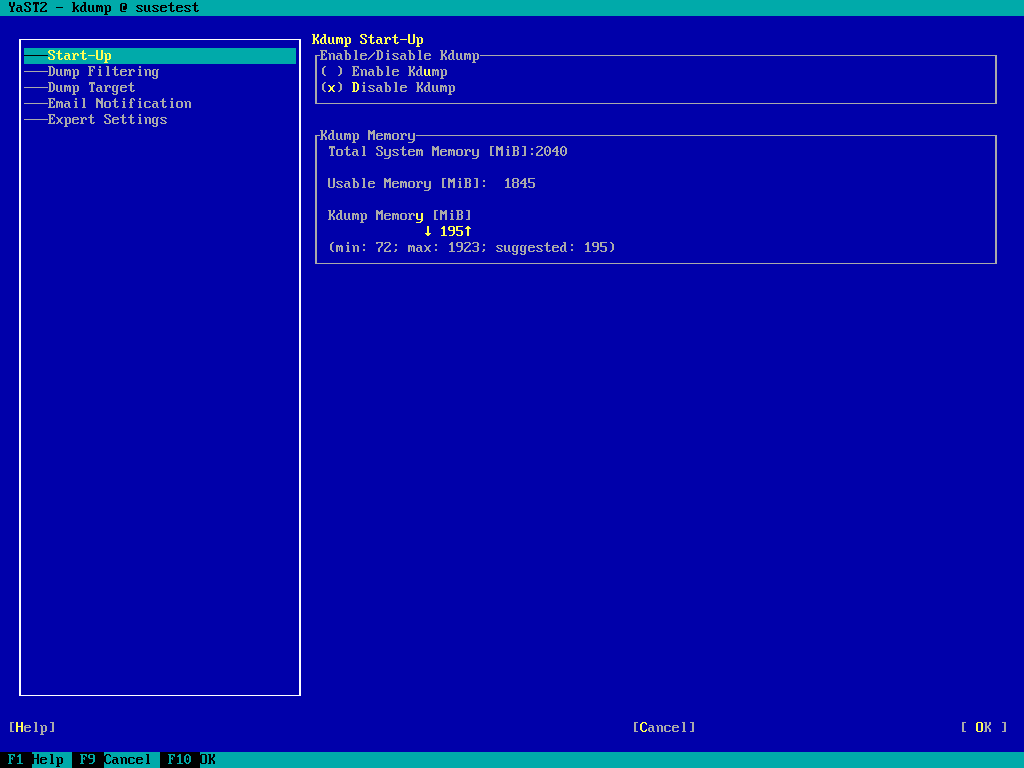 YaST2 - kdump @ susetest
Start-Up
Dump Filtering
Dump Target
Email Notification
Expert Settings
Kdump Start-Up
Enable/Disable Kdump
( ) Enable Kdump
(x) Disable Kdump
Kdump Memory
Total System Memory [MiB]:2040
Usable Memory [MiB]:  1845
Kdump Memory [MiB]
↓ 195↑
(min: 72; max: 1923; suggested: 195)
[Help] [Cancel] [ OK ]
F1 Help F9 Cancel F10 OK